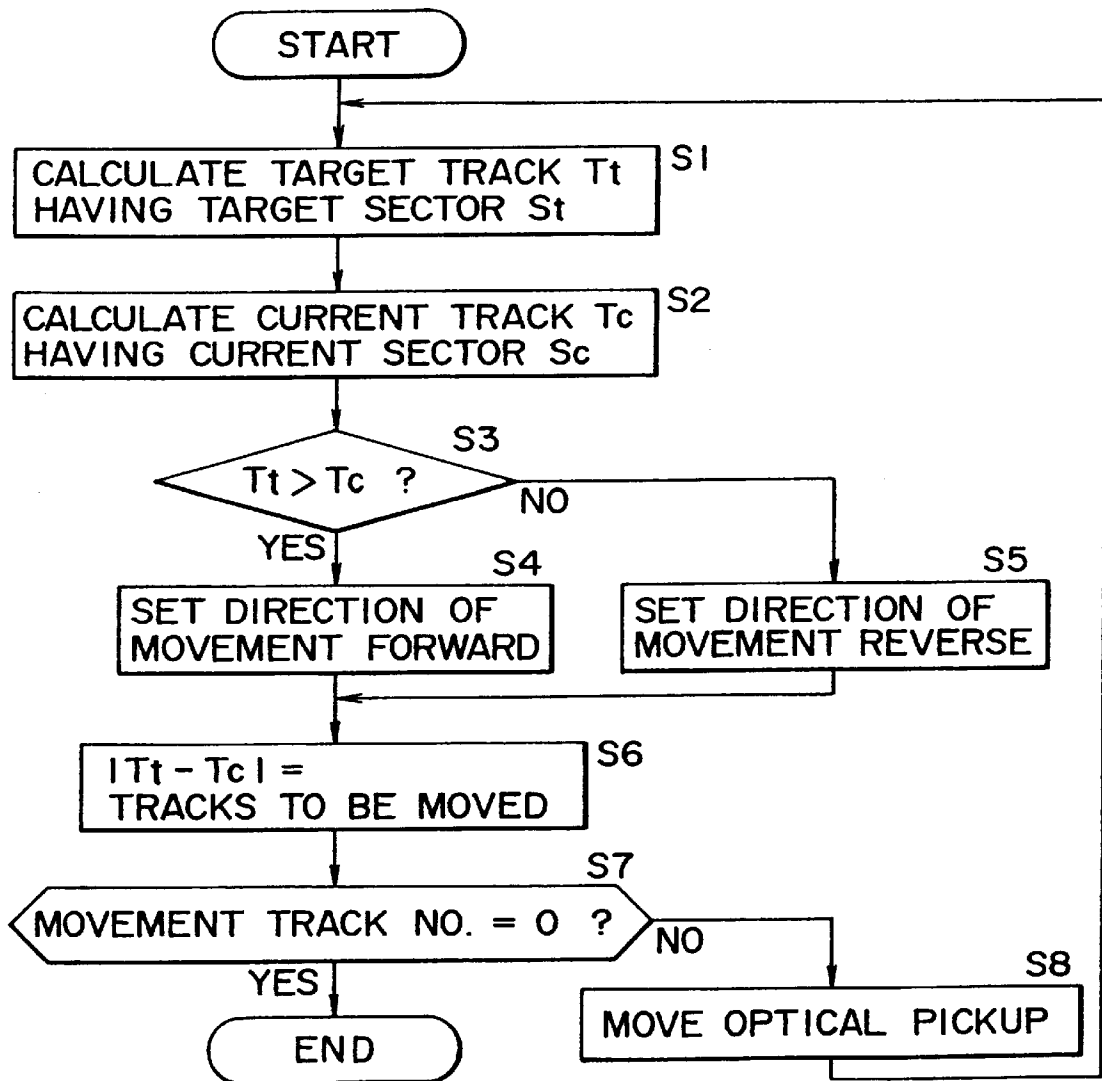 START
CALCULATE TARGET TRACK Tt
HAVING TARGET SECTOR St
S1
CALCULATE CURRENT TRACK Tc
HAVING CURRENT SECTOR Sc
S2
Tt > Tc ?
S3
NO
YES
S4
SET DIRECTION OF
MOVEMENT FORWARD
S5
SET DIRECTION OF
MOVEMENT REVERSE
|Tt - Tc| =
TRACKS TO BE MOVED
S6
S7
MOVEMENT TRACK NO. = 0 ?
NO
YES
S8
MOVE OPTICAL PICKUP
END